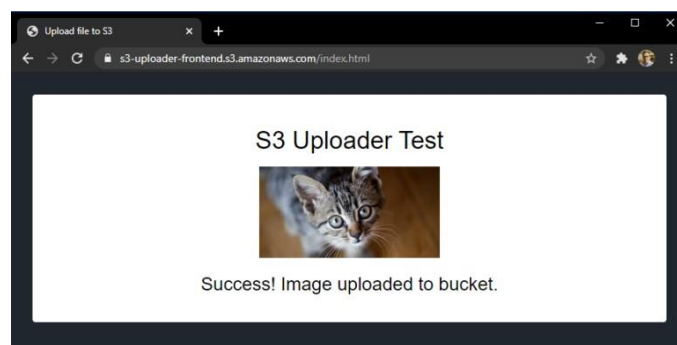 Upload file to S3
s3-uploader-frontend.s3.amazonaws.com/index.html
S3 Uploader Test
Success! Image uploaded to bucket.